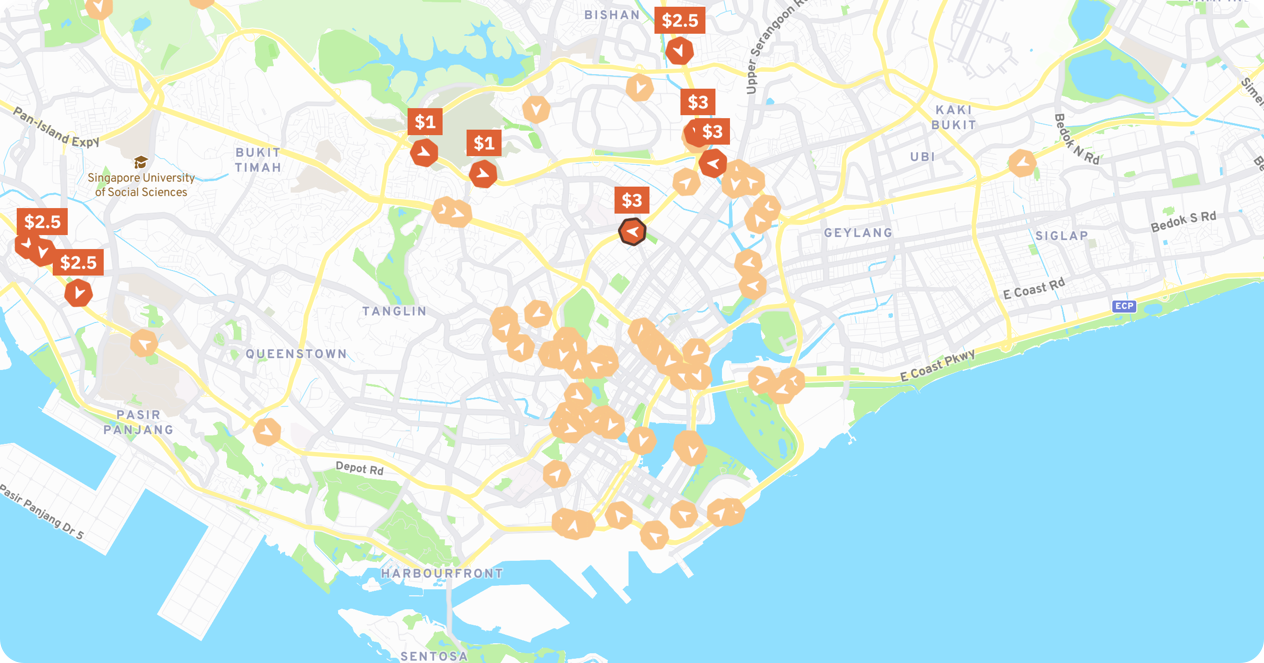 BISHAN
$2.5
Upper Serangoon R
$3
$3
$1
$1
KAKI
BUKIT
Pan-Island Expy
BUKIT
TIMAH
Singapore University
of Social Sciences
UBI
Bedok N Rd
$3
$2.5
$2.5
GEYLANG
SIGLAP
Bedok S Rd
E Coast Rd
ECP
TANGLIN
QUEENSTOWN
E Coast Pkwy
PASIR
PANJANG
Depot Rd
Pasir Panjang Dr 5
HARBOURFRONT
SENTOSA